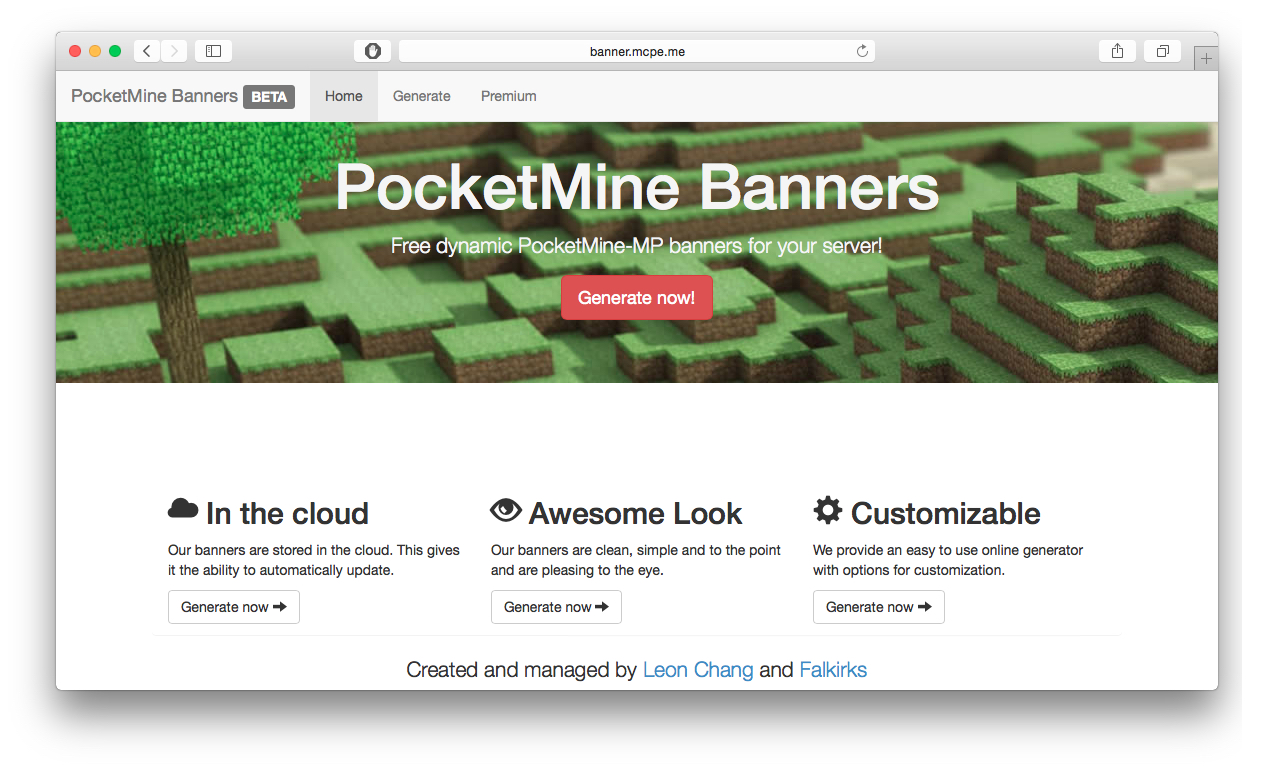 banner.mcpe.me
PocketMine Banners BETA Home Generate Premium
PocketMine Banners
Free dynamic PocketMine-MP banners for your server!
Generate now!
In the cloud
Our banners are stored in the cloud. This gives
it the ability to automatically update.
Generate now
Awesome Look
Our banners are clean, simple and to the point
and are pleasing to the eye.
Generate now
Customizable
We provide an easy to use online generator
with options for customization.
Generate now
Created and managed by Leon Chang and Falkirks